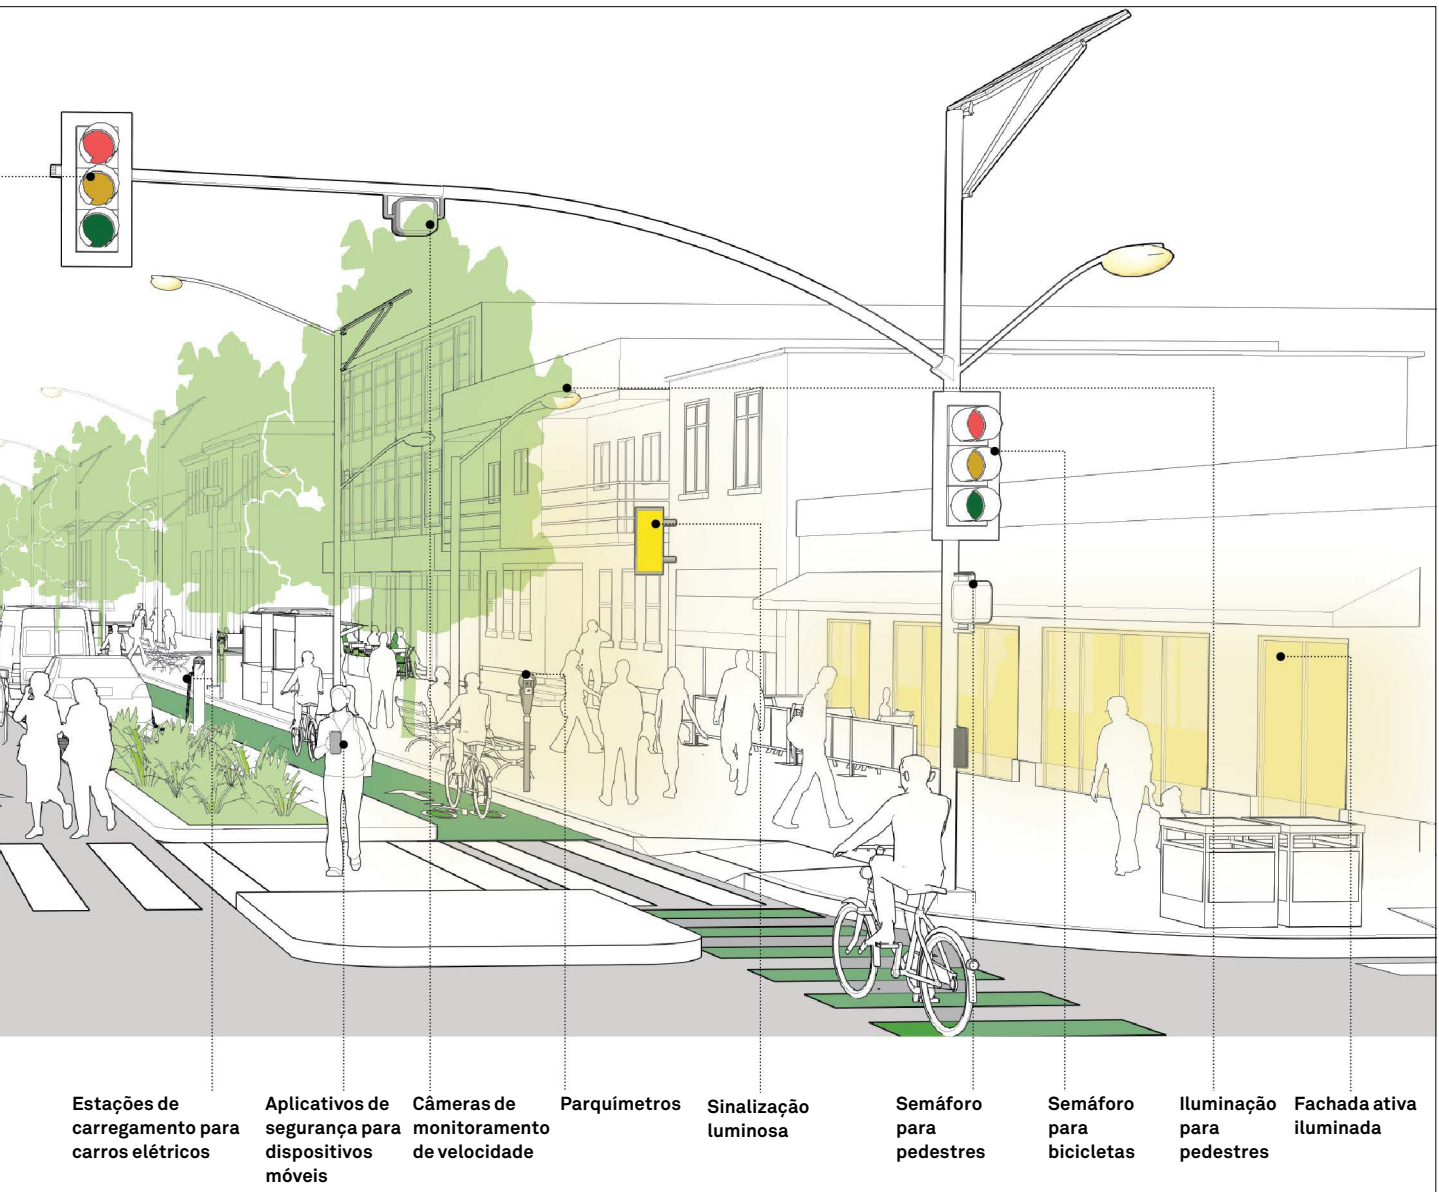 Estações de
carregamento para
carros elétricos
Aplicativos de
segurança para
dispositivos
móveis
Câmeras de
monitoramento
de velocidade
Parquímetros
Sinalização
luminosa
Semáforo
para
pedestres
Semáforo
para
bicicletas
Iluminação
para
pedestres
Fachada ativa
iluminada